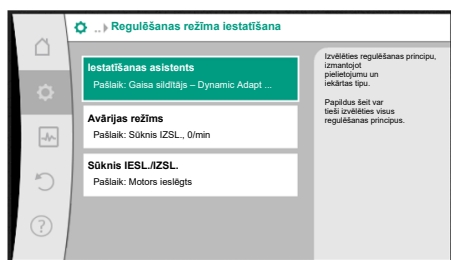 .. Regulēšanas režīma iestatīšana
Iestatīšanas asistents
Pašlaik: Gaisa sildītājs – Dynamic Adapt ...
Avārijas režīms
Pašlaik: Sūknis IZSL., 0/min
Sūknis IESL./IZSL.
Pašlaik: Motors ieslēgts
Izvēlēties regulēšanas principu,
izmantojot
pielietojumu un
iekārtas tipu.
Papildus šeit var
tieši izvēlēties visus
regulēšanas principus.
?